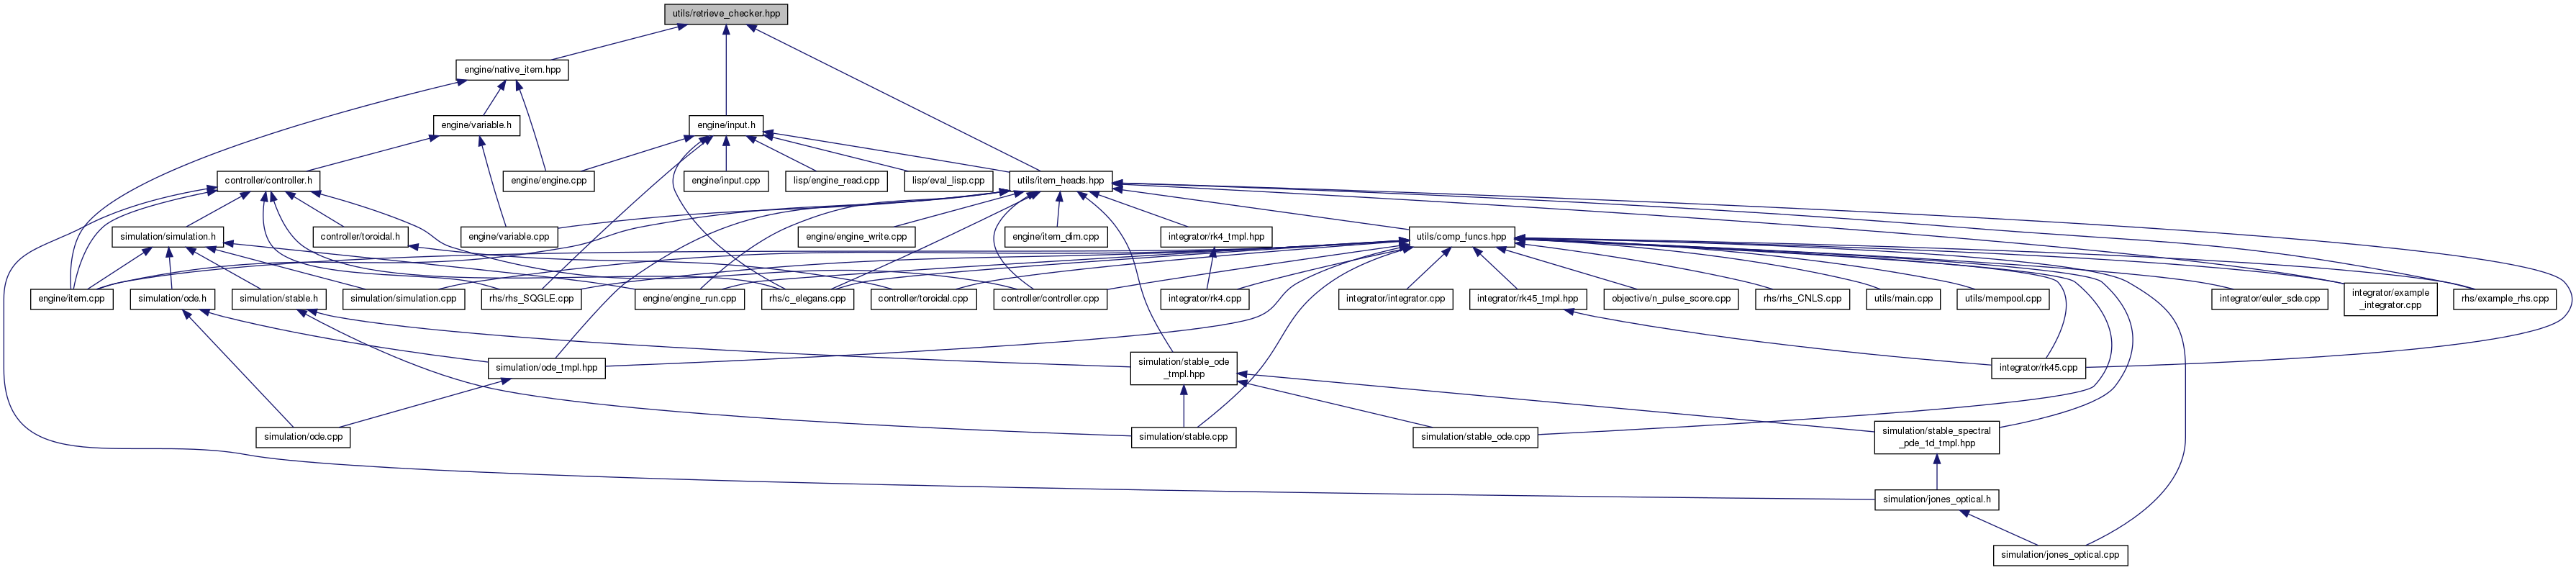 utils/retrieve_checker.hpp
engine/native_item.hpp
engine/variable.h
engine/input.h
controller/controller.h
engine/engine.cpp
engine/input.cpp
lisp/engine_read.cpp
lisp/eval_lisp.cpp
utils/item_heads.hpp
simulation/simulation.h
controller/toroidal.h
engine/variable.cpp
engine/engine_write.cpp
engine/item_dim.cpp
integrator/rk4_tmpl.hpp
utils/comp_funcs.hpp
engine/item.cpp
simulation/ode.h
simulation/stable.h
simulation/simulation.cpp
rhs/rhs_SQGLE.cpp
engine/engine_run.cpp
rhs/c_elegans.cpp
controller/toroidal.cpp
controller/controller.cpp
integrator/rk4.cpp
integrator/integrator.cpp
integrator/rk45_tmpl.hpp
objective/n_pulse_score.cpp
rhs/rhs_CNLS.cpp
utils/main.cpp
utils/mempool.cpp
integrator/euler_sde.cpp
integrator/example
_integrator.cpp
rhs/example_rhs.cpp
simulation/ode_tmpl.hpp
simulation/stable_ode
_tmpl.hpp
integrator/rk45.cpp
simulation/ode.cpp
simulation/stable.cpp
simulation/stable_ode.cpp
simulation/stable_spectral
_pde_1d_tmpl.hpp
simulation/jones_optical.h
simulation/jones_optical.cpp